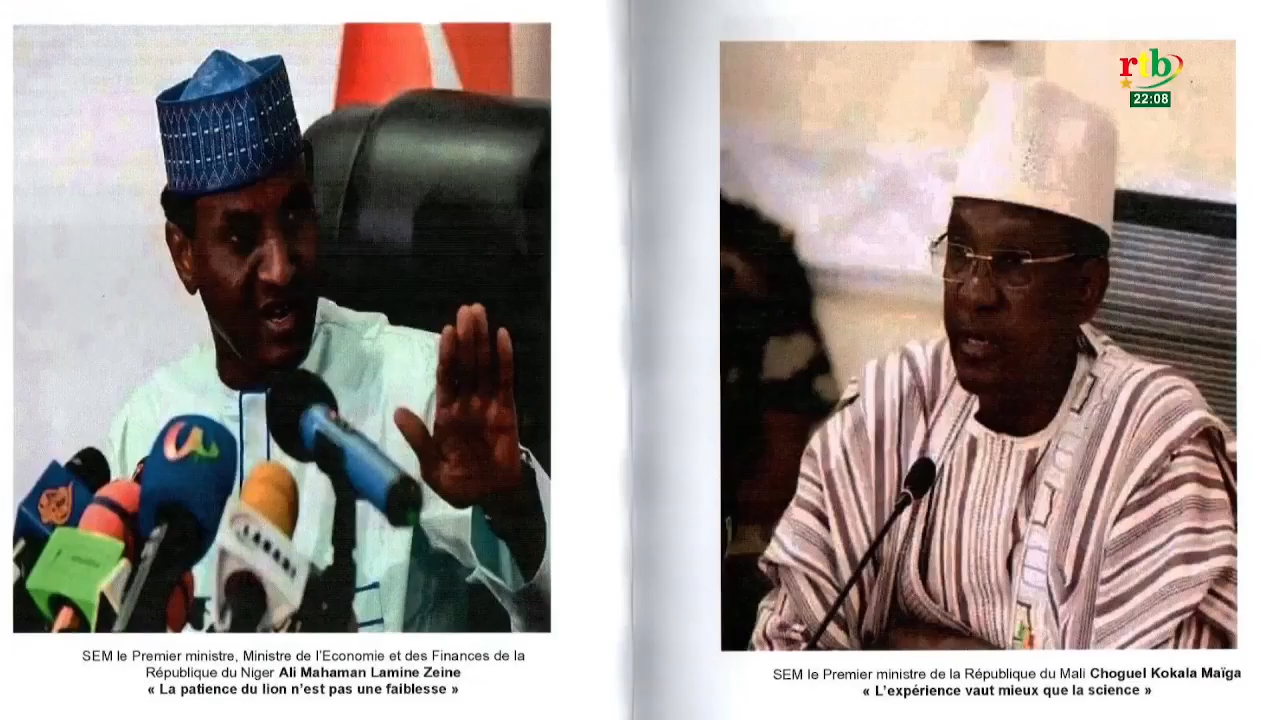 rtb
22:08
SEM le Premier ministre, Ministre de l'Economie et des Finances de la
République du Niger Ali Mahaman Lamine Zeine
« La patience du lion n'est pas une faiblesse »
SEM le Premier ministre de la République du Mali Choguel Kokala Maïga
« L'expérience vaut mieux que la science »